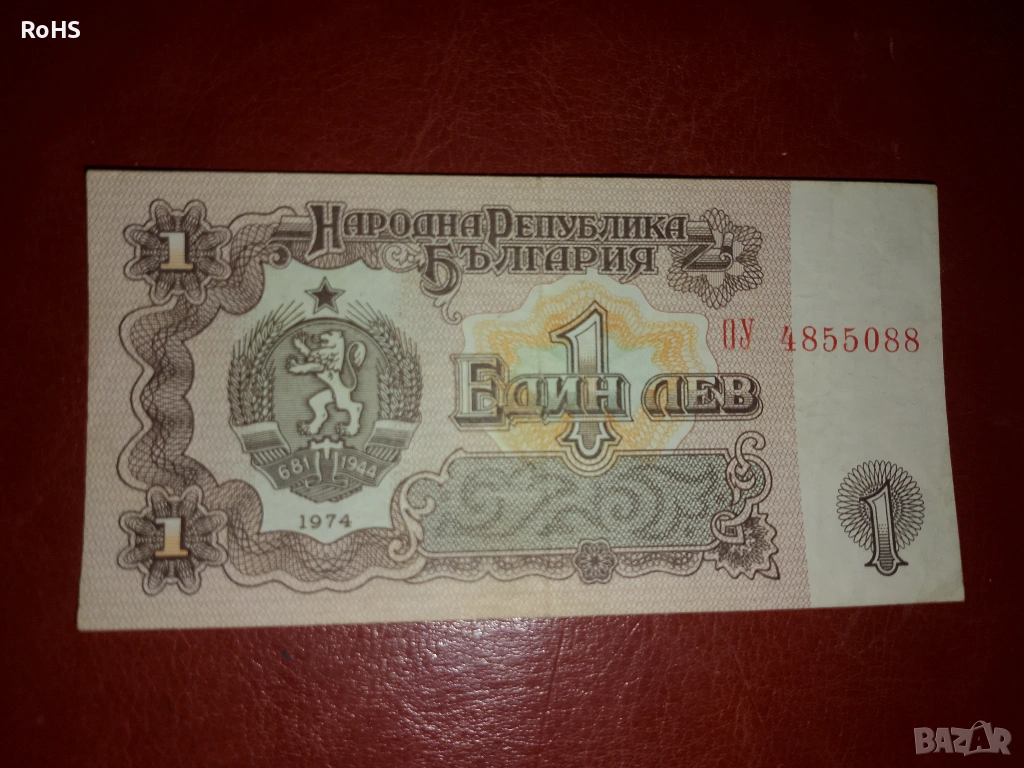 RoHS
1
НАРОДНА РЕПУБЛИКА
БЪЛГАРИЯ
1
ОУ 4855088
ЕДИН ЛЕВ
681 1944
1974
1
1
BAZAR